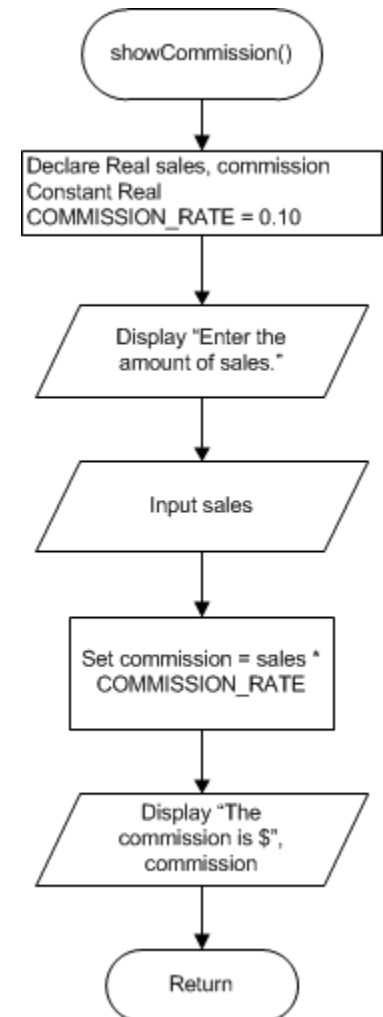 showCommission()
Declare Real sales, commission
Constant Real
COMMISSION_RATE = 0.10
Display “Enter the
amount of sales.”
Input sales
Set commission = sales *
COMMISSION_RATE
Display “The
commission is $”,
commission
Return